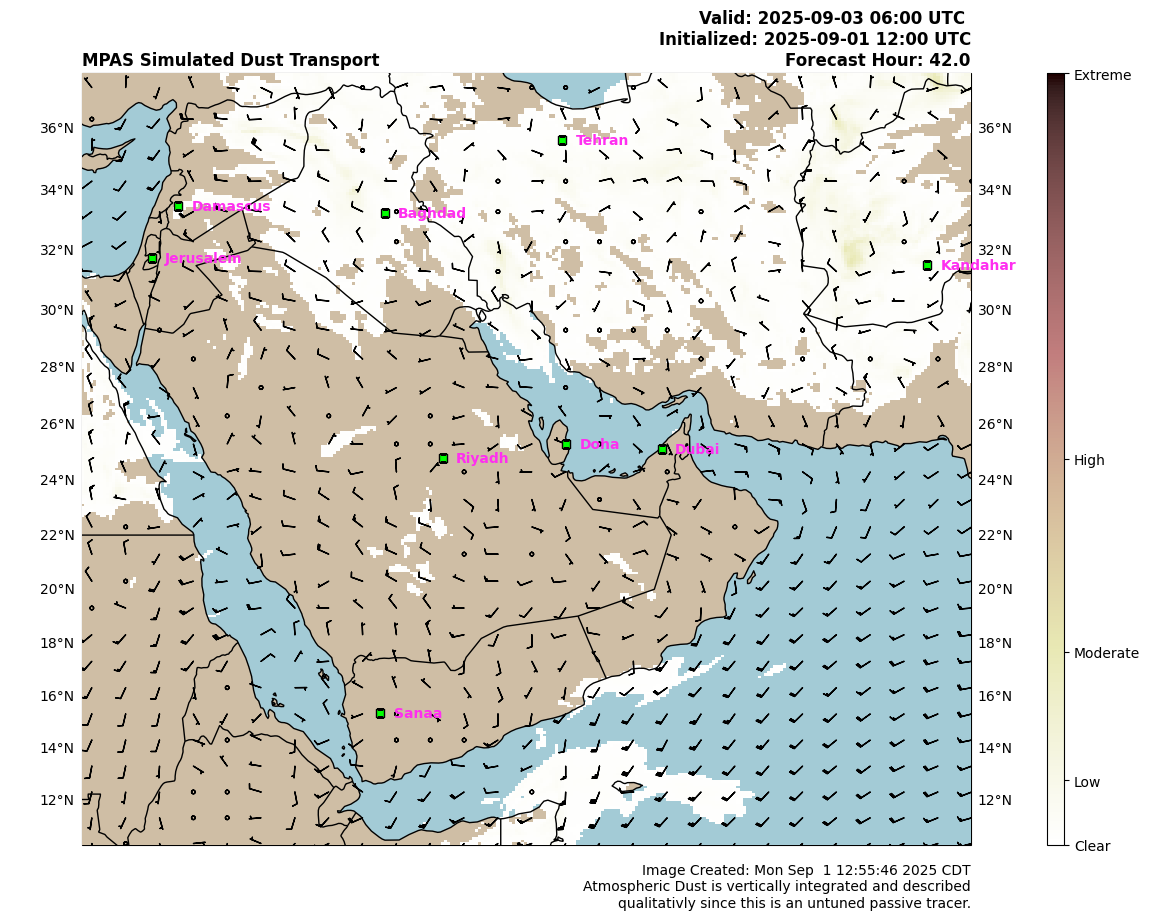 Valid: 2025-09-03 06:00 UTC
Initialized: 2025-09-01 12:00 UTC
MPAS Simulated Dust Transport Forecast Hour: 42.0
Extreme
36°N Tehran 36°N
34°N Damascus Baghdad 34°N
32°N Jerusalem 32°N Kandahar
30°N 30°N
28°N 28°N
26°N Doha Dubai 26°N
Riyadh High
24°N 24°N
22°N 22°N
20°N 20°N
18°N 18°N
Moderate
16°N Sanaa 16°N
14°N 14°N
Low
12°N 12°N
Clear
Image Created: Mon Sep  1 12:55:46 2025 CDT
Atmospheric Dust is vertically integrated and described
qualitativly since this is an untuned passive tracer.